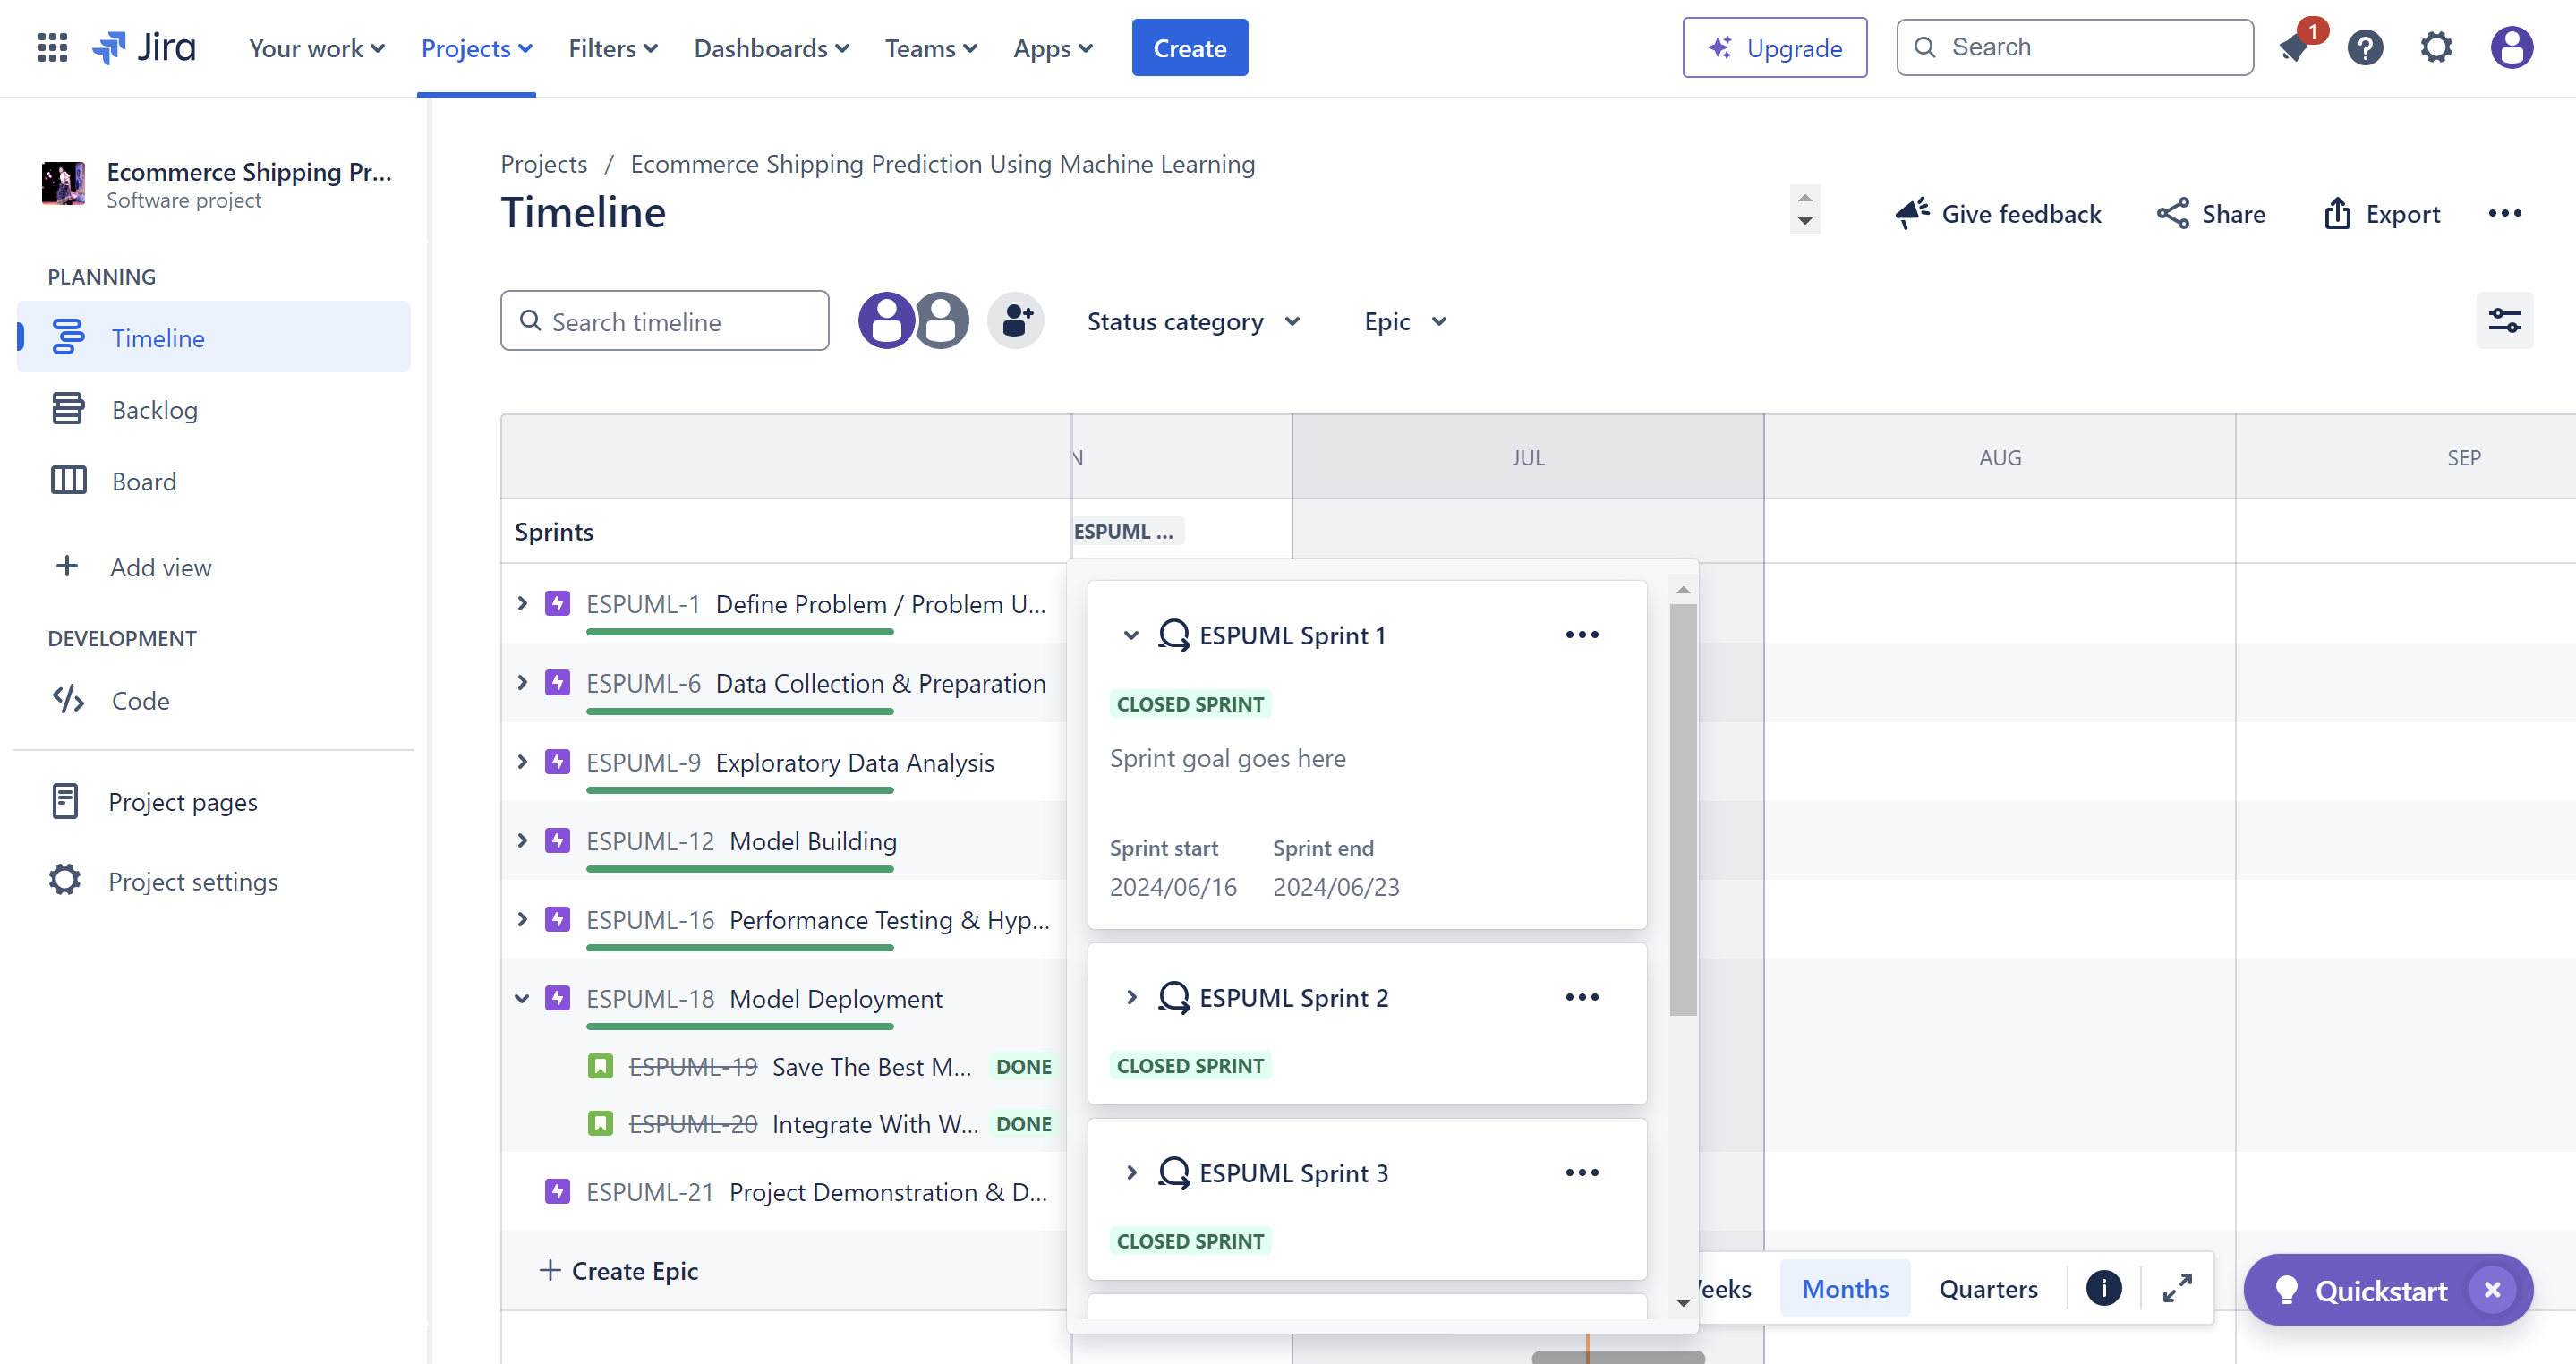 Jira
Your work
Projects
Filters
Dashboards
Teams
Apps
Create
Upgrade
Search
1
Ecommerce Shipping Pr...
Software project
PLANNING
Timeline
Backlog
Board
Add view
DEVELOPMENT
Code
Project pages
Project settings
Projects / Ecommerce Shipping Prediction Using Machine Learning
Timeline
Give feedback
Share
Export
Search timeline
Status category
Epic
N
JUL
AUG
SEP
Sprints
ESPUML ...
ESPUML-1 Define Problem / Problem U...
ESPUML-6 Data Collection & Preparation
ESPUML-9 Exploratory Data Analysis
ESPUML-12 Model Building
ESPUML-16 Performance Testing & Hyp...
ESPUML-18 Model Deployment
ESPUML-19 Save The Best M... DONE
ESPUML-20 Integrate With W... DONE
ESPUML-21 Project Demonstration & D...
Create Epic
ESPUML Sprint 1
CLOSED SPRINT
Sprint goal goes here
Sprint start Sprint end
2024/06/16 2024/06/23
ESPUML Sprint 2
CLOSED SPRINT
ESPUML Sprint 3
CLOSED SPRINT
eeks
Months
Quarters
Quickstart